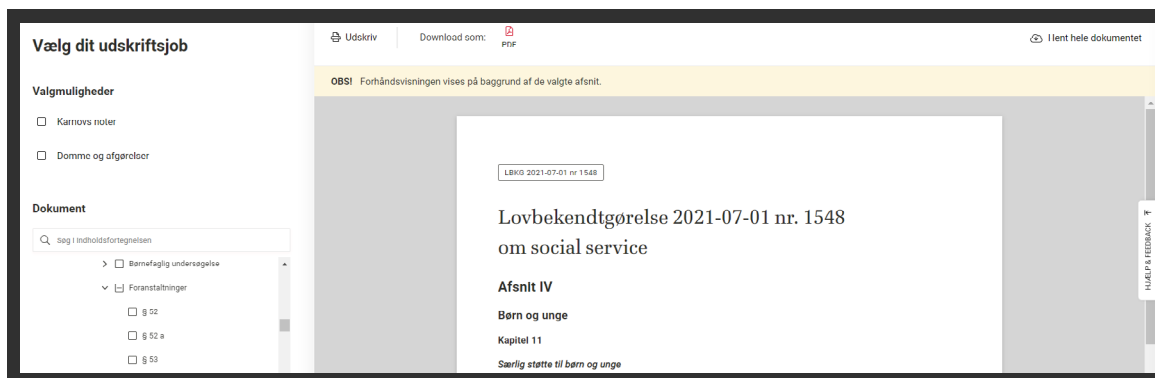 Vælg dit udskriftsjob
Valgmuligheder
Karnovs noter
Domme og afgørelser
Dokument
Søg i indholdsfortegnelsen
Børnefaglig undersøgelse
Foranstaltninger
§ 52
§ 52 a
§ 53
Udskriv
Download som:
PDF
Hent hele dokumentet
OBS! Forhåndsvisningen vises på baggrund af de valgte afsnit.
LBKG 2021-07-01 nr 1548
Lovbekendtgørelse 2021-07-01 nr. 1548
om social service
Afsnit IV
Børn og unge
Kapitel 11
Særlig støtte til børn og unge
HJÆLP & FEEDBACK